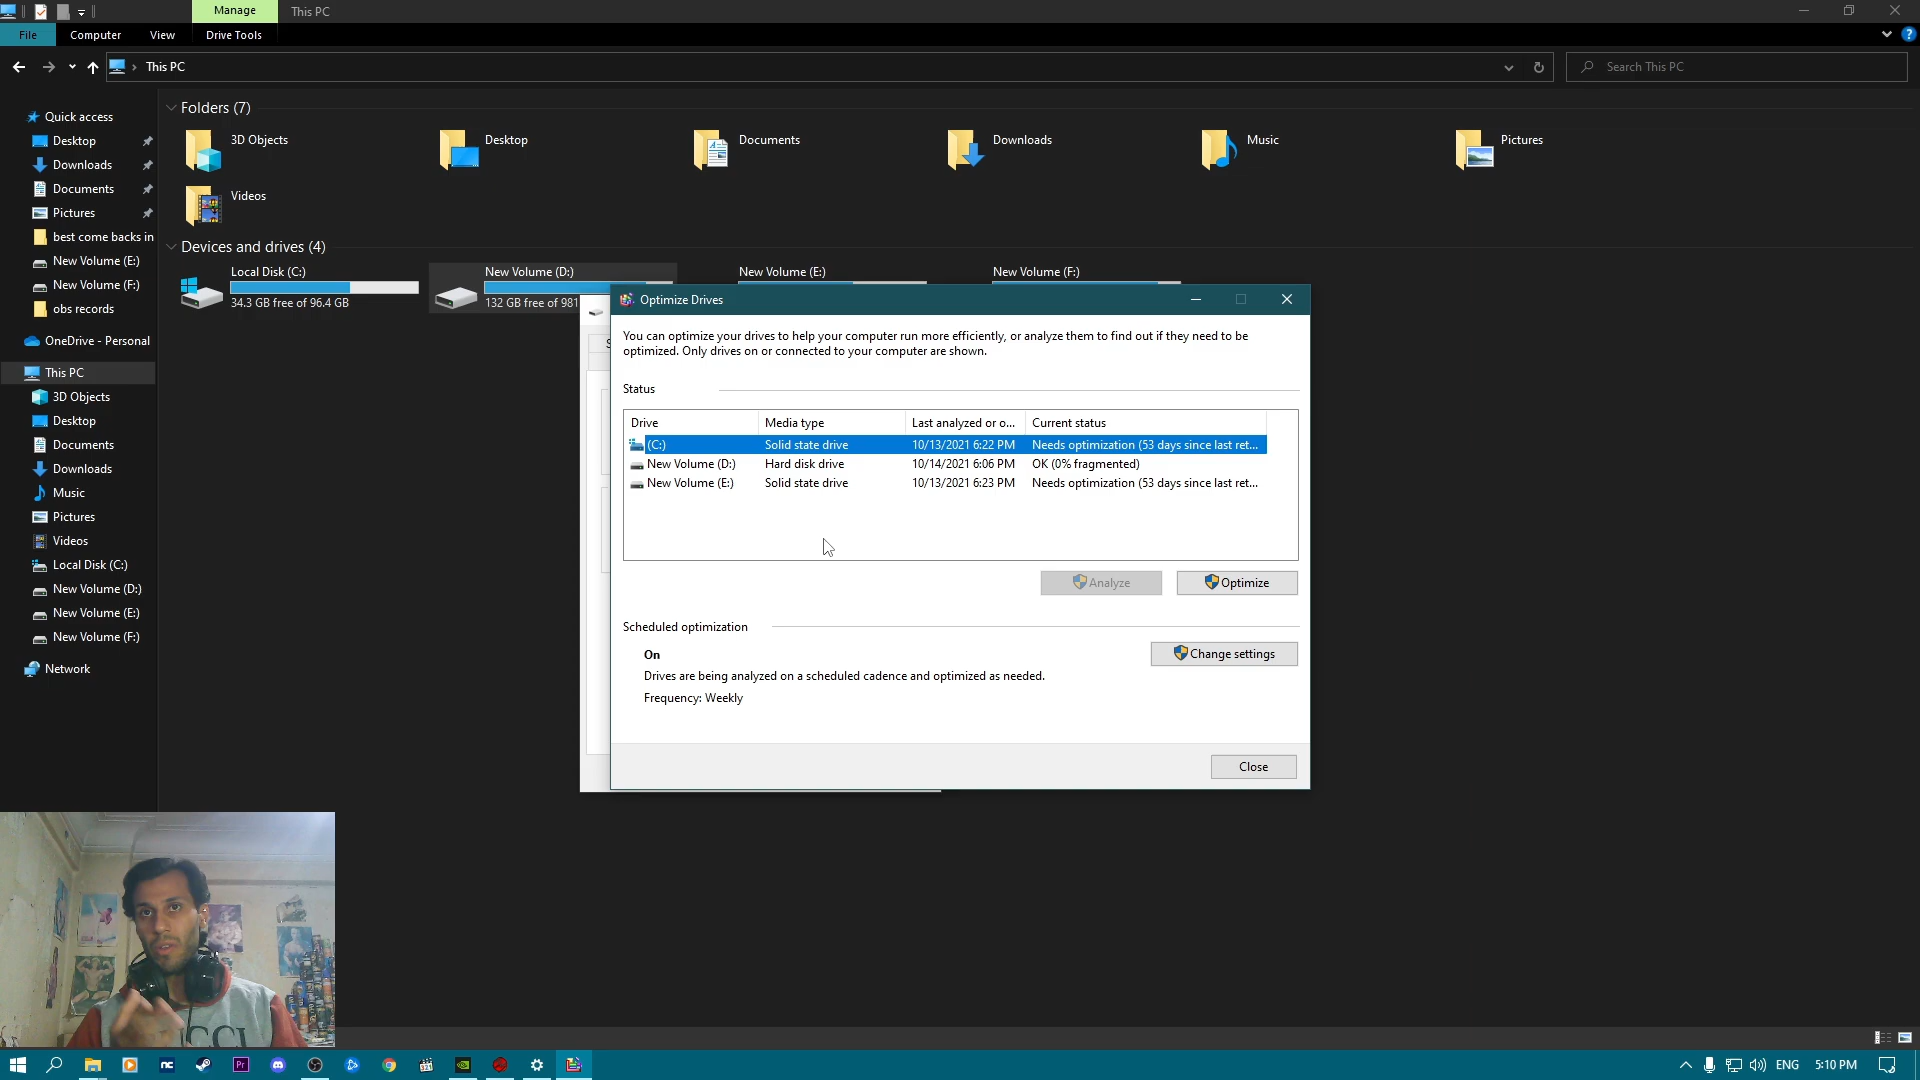 Manage
This PC
File
Computer
View
Drive Tools
This PC
Search This PC
Quick access
Desktop
Downloads
Documents
Pictures
best come backs in
New Volume (E:)
New Volume (F:)
obs records
OneDrive - Personal
This PC
3D Objects
Desktop
Documents
Downloads
Music
Pictures
Videos
Local Disk (C:)
New Volume (D:)
New Volume (E:)
New Volume (F:)
Network
Folders (7)
3D Objects
Desktop
Documents
Downloads
Music
Pictures
Videos
Devices and drives (4)
Local Disk (C:)
34.3 GB free of 96.4 GB
New Volume (D:)
132 GB free of 981
New Volume (E:)
New Volume (F:)
Optimize Drives
You can optimize your drives to help your computer run more efficiently, or analyze them to find out if they need to be
optimized. Only drives on or connected to your computer are shown.
Status
Drive Media type Last analyzed or o... Current status
(C:) Solid state drive 10/13/2021 6:22 PM Needs optimization (53 days since last ret...
New Volume (D:) Hard disk drive 10/14/2021 6:06 PM OK (0% fragmented)
New Volume (E:) Solid state drive 10/13/2021 6:23 PM Needs optimization (53 days since last ret...
Analyze
Optimize
Scheduled optimization
On
Change settings
Drives are being analyzed on a scheduled cadence and optimized as needed.
Frequency: Weekly
Close
nc
Pr
321
ENG
5:10 PM